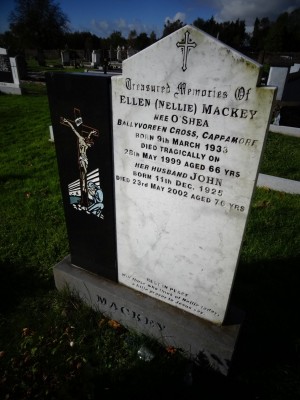 Treasured Memories Of
ELLEN (NELLIE) MACKEY
NEE O'SHEA
BALLYVOREEN CROSS, CAPPAMORE
BORN 9TH MARCH 1933
DIED TRAGICALLY ON
25TH MAY 1999 AGED 66 YRS
HER HUSBAND JOHN
BORN 11TH DEC. 1925
DIED 23RD MAY 2002 AGED 76 YRS
REST IN PEACE
MACKEY